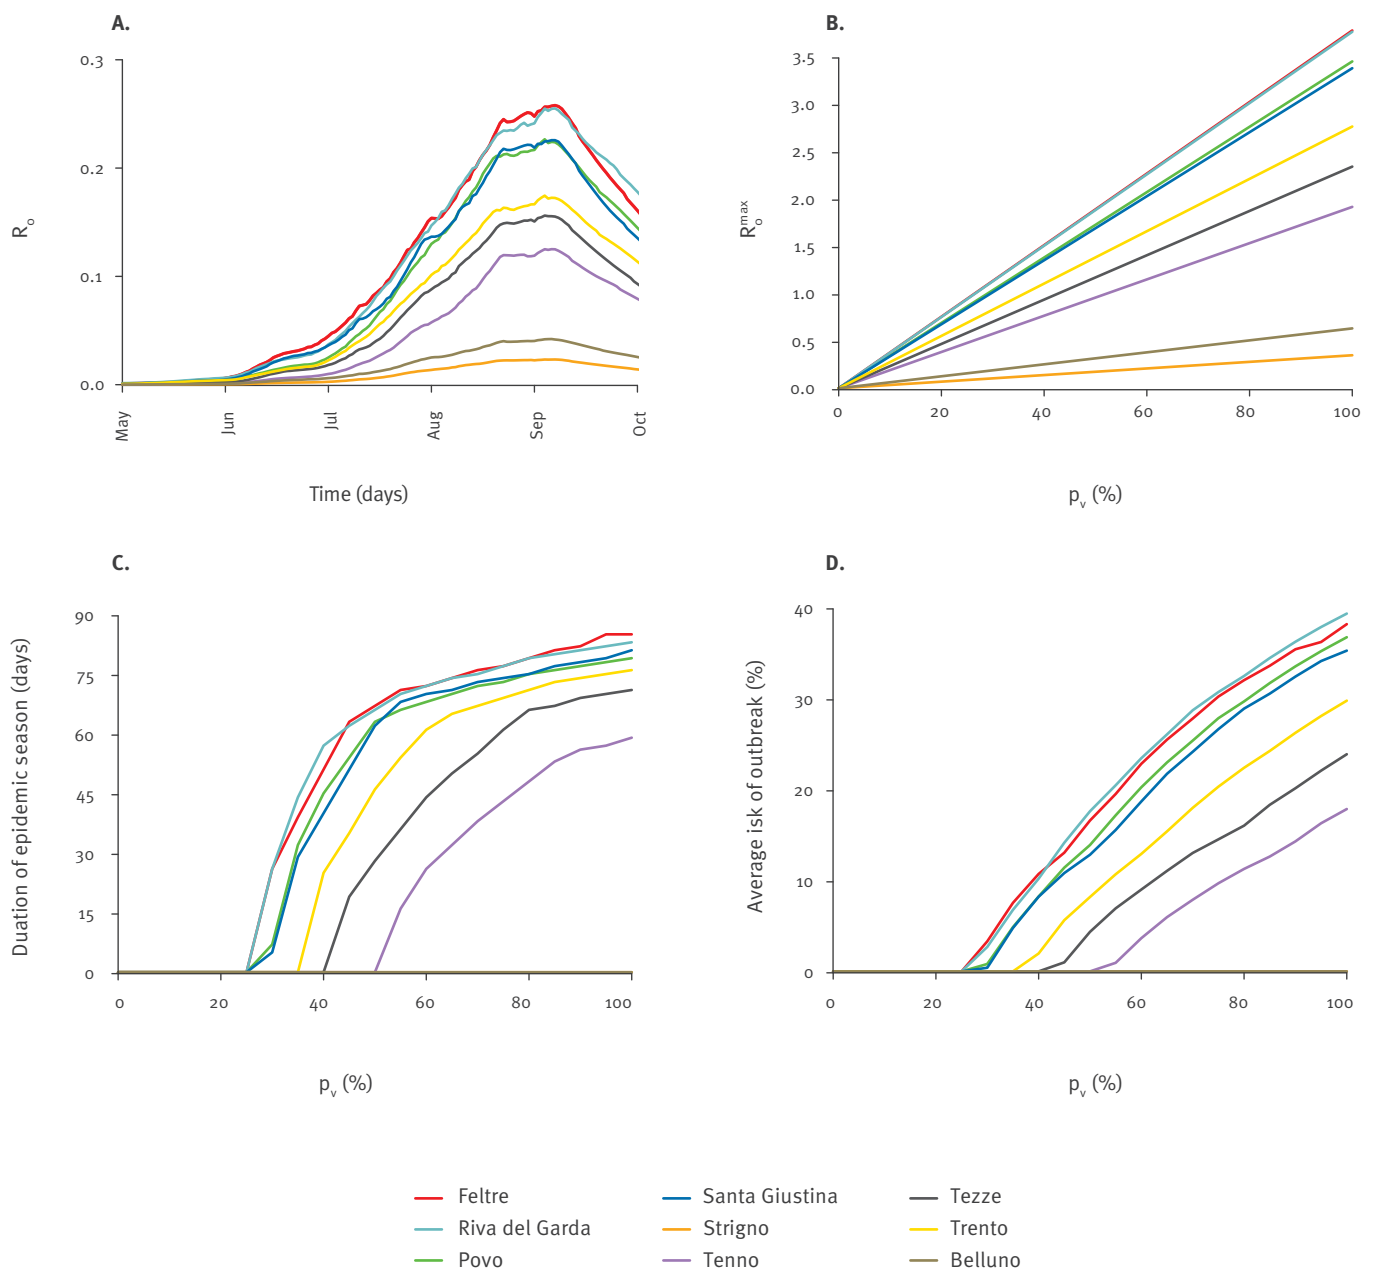 A.
0.3
0.2
0.1
0.0
R₀
May
Jun
Jul
Aug
Sep
Oct
Time (days)
B.
3.5
3.0
2.5
2.0
1.5
1.0
0.5
0.0
R₀ᵐᵃˣ
0
20
40
60
80
100
pᵥ (%)
C.
90
75
60
45
30
15
0
Duation of epidemic season (days)
0
20
40
60
80
100
pᵥ (%)
D.
40
30
20
10
0
Average isk of outbreak (%)
0
20
40
60
80
100
pᵥ (%)
Feltre
Riva del Garda
Povo
Santa Giustina
Strigno
Tenno
Tezze
Trento
Belluno